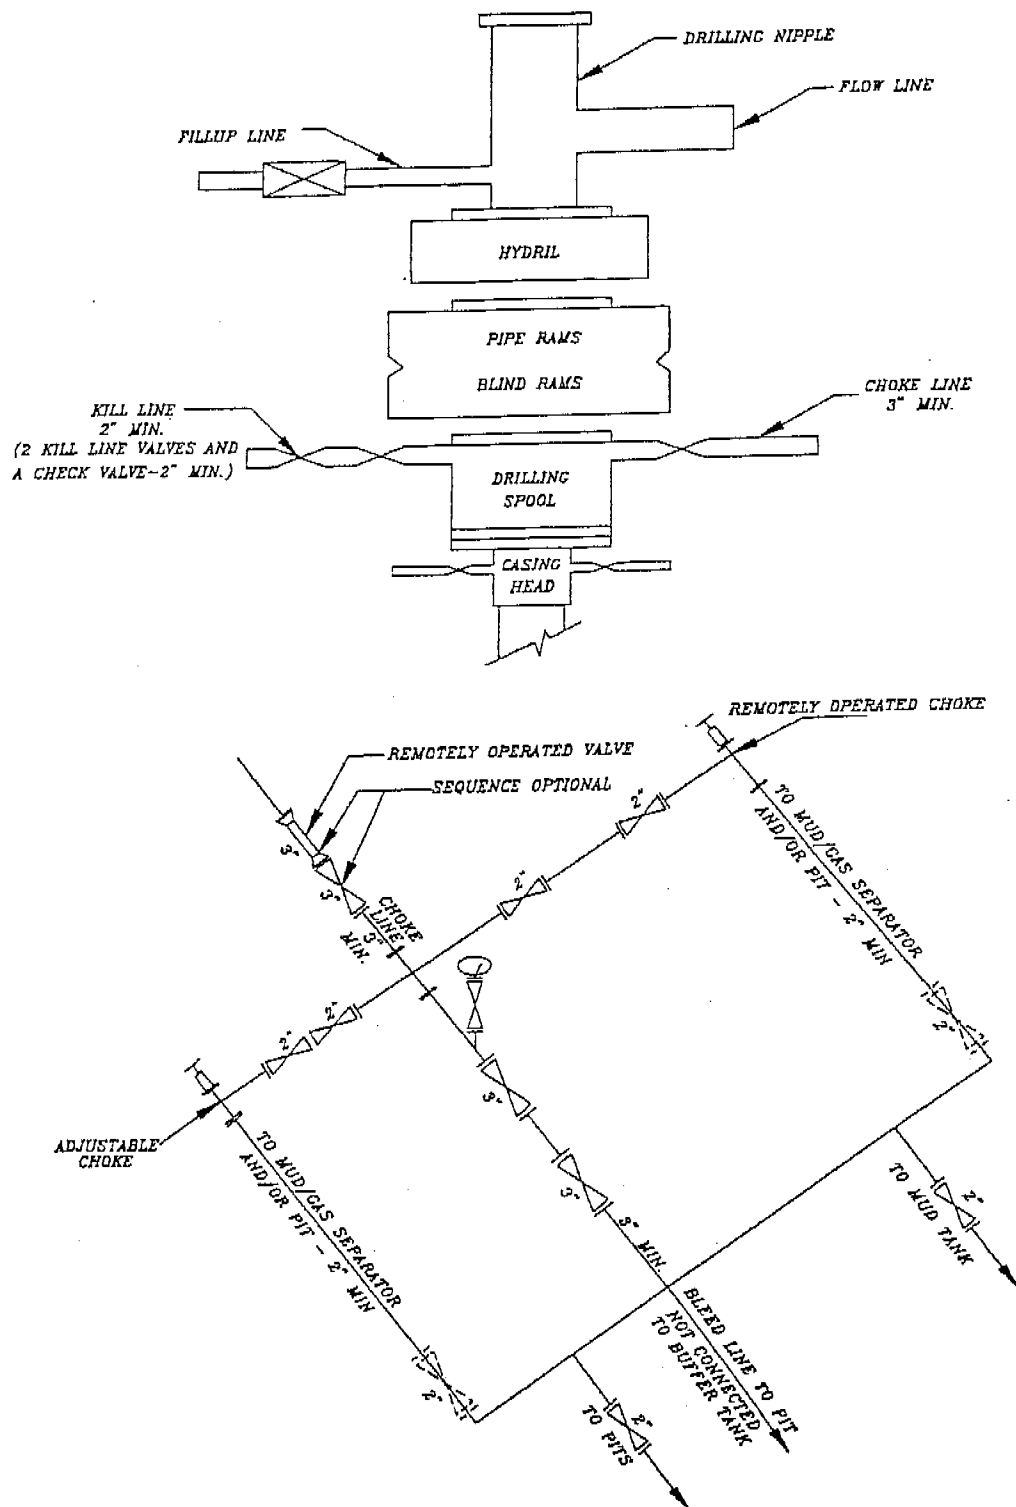 DRILLING NIPPLE
FLOW LINE
FILLUP LINE
HYDRIL
PIPE RAMS
BLIND RAMS
CHOKE LINE
3" MIN.
KILL LINE
2" MIN.
(2 KILL LINE VALVES AND
A CHECK VALVE-2" MIN.)
DRILLING
SPOOL
CASING
HEAD
REMOTELY OPERATED CHOKE
REMOTELY OPERATED VALVE
SEQUENCE OPTIONAL
3"
3"
CHOKE
LINE
3"
MIN.
2"
2"
2"
2"
TO MUD/GAS SEPARATOR
AND/OR PIT - 2" MIN
2"
3"
3"
3" MIN.
ADJUSTABLE
CHOKE
TO MUD/GAS SEPARATOR
AND/OR PIT - 2" MIN
2"
2"
TO MUD TANK
BLEED LINE TO PIT
NOT CONNECTED
TO BUFFER TANK
2"
TO PITS